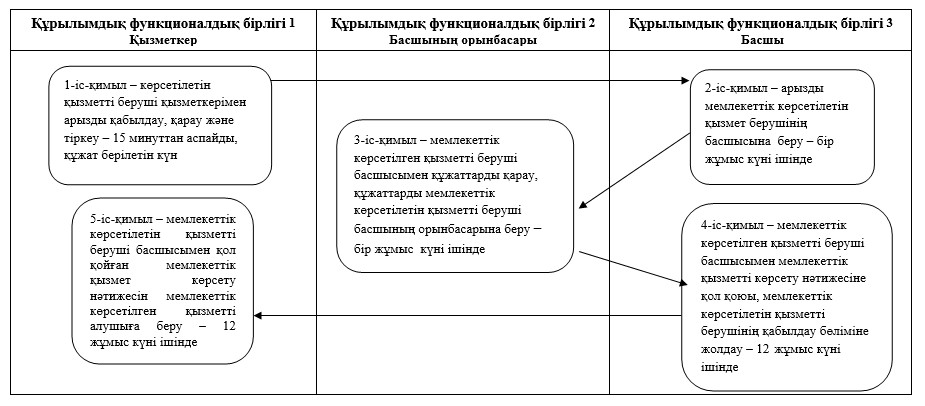 Құрылымдық функционалдық бірлігі 1
Қызметкер
Құрылымдық функционалдық бірлігі 2
Басшының орынбасары
Құрылымдық функционалдық бірлігі 3
Басшы
1-іс-қимыл – көрсетілетін
қызметті беруші қызметкерімен
арызды қабылдау, қарау және
тіркеу – 15 минуттан аспайды,
құжат берілетін күн
2-іс-қимыл – арызды
мемлекеттік көрсетілетін
қызмет берушінің
басшысына беру – бір
жұмыс күні ішінде
3-іс-қимыл – мемлекеттік
көрсетілген қызметті беруші
басшысымен құжаттарды қарау,
құжаттарды мемлекеттік
көрсетілетін қызметті беруші
басшының орынбасарына беру –
бір жұмыс күні ішінде
4-іс-қимыл – мемлекеттік
көрсетілген қызметті беруші
басшысымен мемлекеттік
қызметті көрсету нәтижесіне
қол қоюы, мемлекеттік
көрсетілетін қызметті
берушінің қабылдау бөліміне
жолдау – 12 жұмыс күні
ішінде
5-іс-қимыл – мемлекеттік
көрсетілетін қызметті
беруші басшысымен қол
қойған мемлекеттік
қызмет көрсету
нәтижесін мемлекеттік
көрсетілген қызметті
алушыға беру – 12
жұмыс күні ішінде